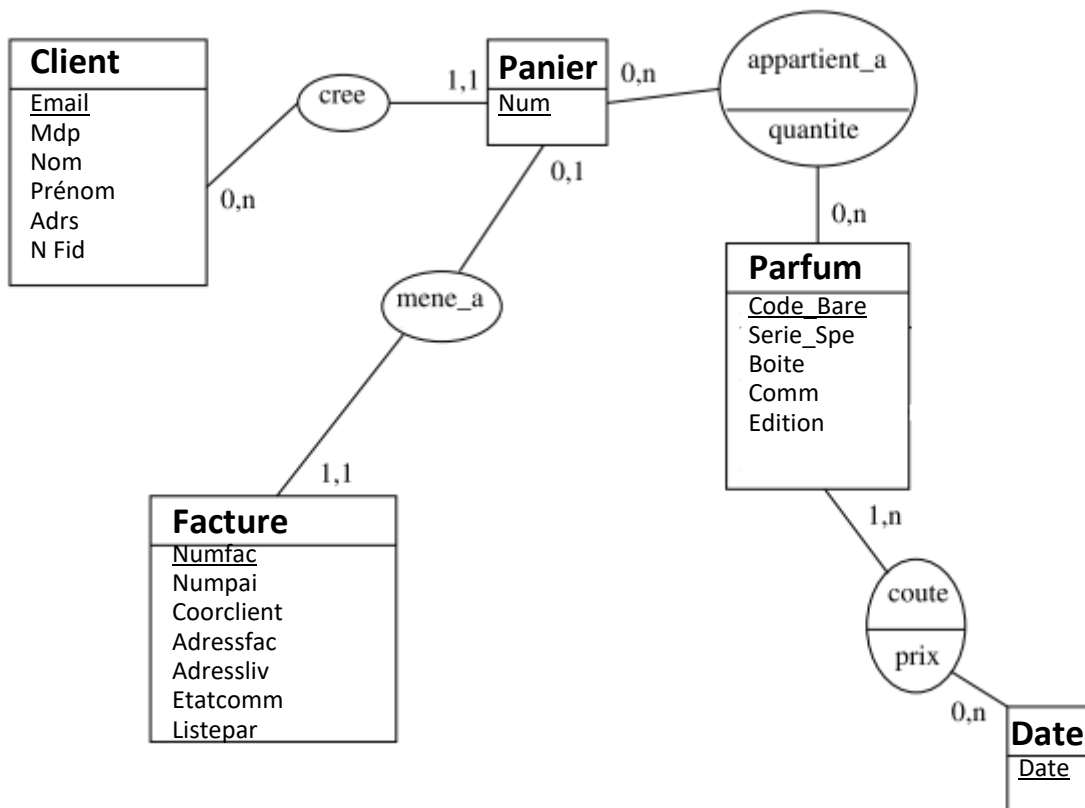 Client
Email
Mdp
Nom
Prénom
Adrs
N Fid
0,n
cree
1,1
Panier
Num
0,n
appartient_a
quantite
0,n
0,1
mene_a
1,1
Parfum
Code_Bare
Serie_Spe
Boite
Comm
Edition
1,n
coute
prix
0,n
Date
Date
Facture
Numfac
Numpai
Coorclient
Adressfac
Adressliv
Etatcomm
Listepar